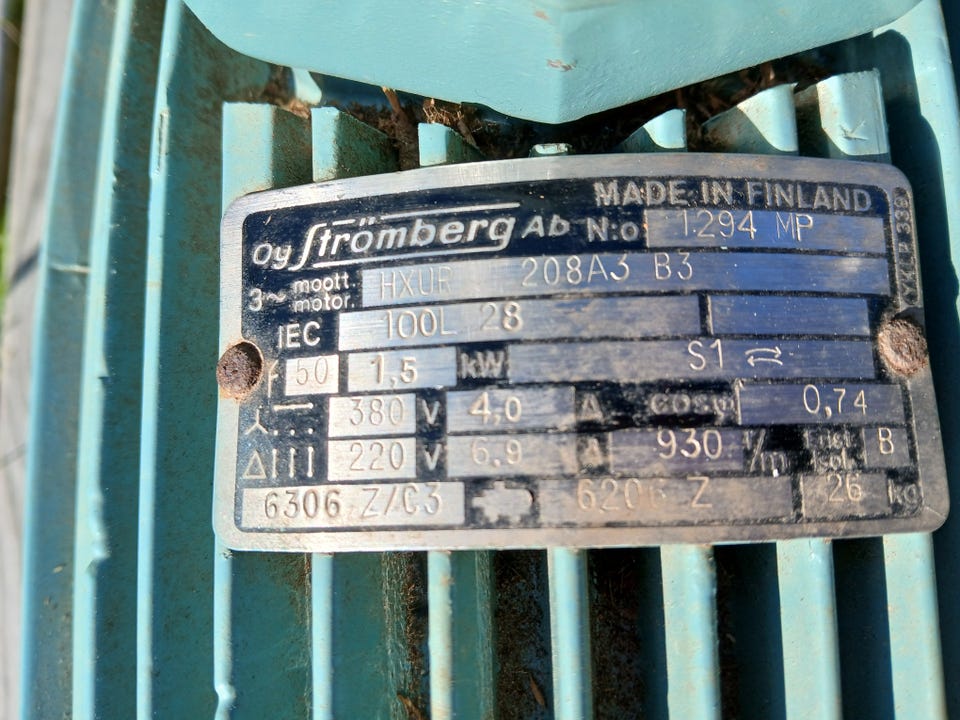 MADE IN FINLAND
Oy Strömberg Ab N:o 1294 MP
3~ moott. motor. HXUR 208A3 B3
IEC 100L 28
f 50 1,5 kW S1
380 V 4,0 A cosφ 0,74
Δ 220 V 6,9 A 930 r/m B
6306 Z/C3 6206 Z 26 kg